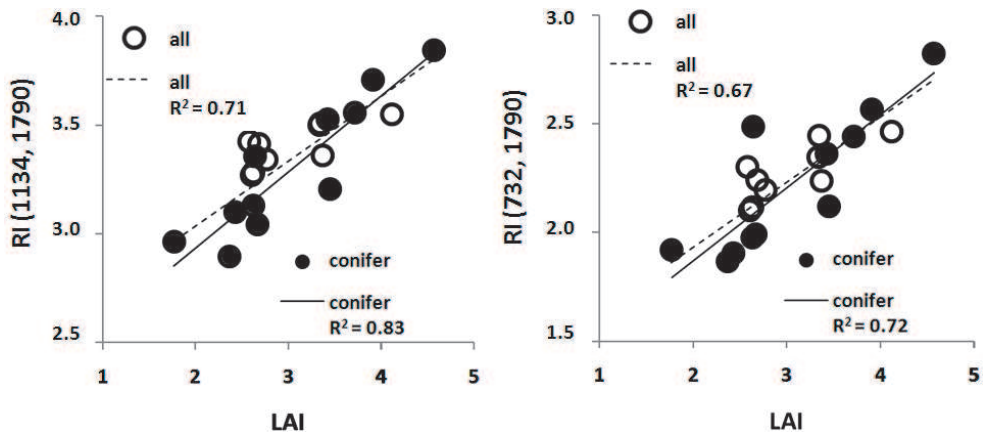 4.0
3.5
3.0
2.5
RI (1134, 1790)
all
all
R² = 0.71
conifer
conifer
R² = 0.83
1 2 3 4 5
LAI
3.0
2.5
2.0
1.5
RI (732, 1790)
all
all
R² = 0.67
conifer
conifer
R² = 0.72
1 2 3 4 5
LAI